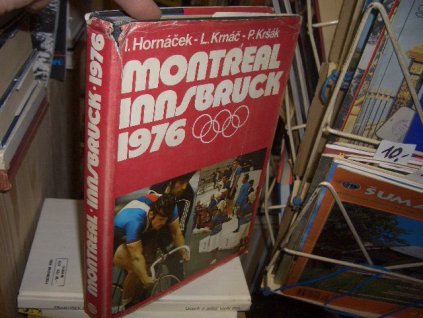 I. Hornáček - L. Krnáč - P. Kršák
MONTREAL
INNSBRUCK
1976
MONTREAL·INNSBRUCK·1976
10,-
ŠUMA